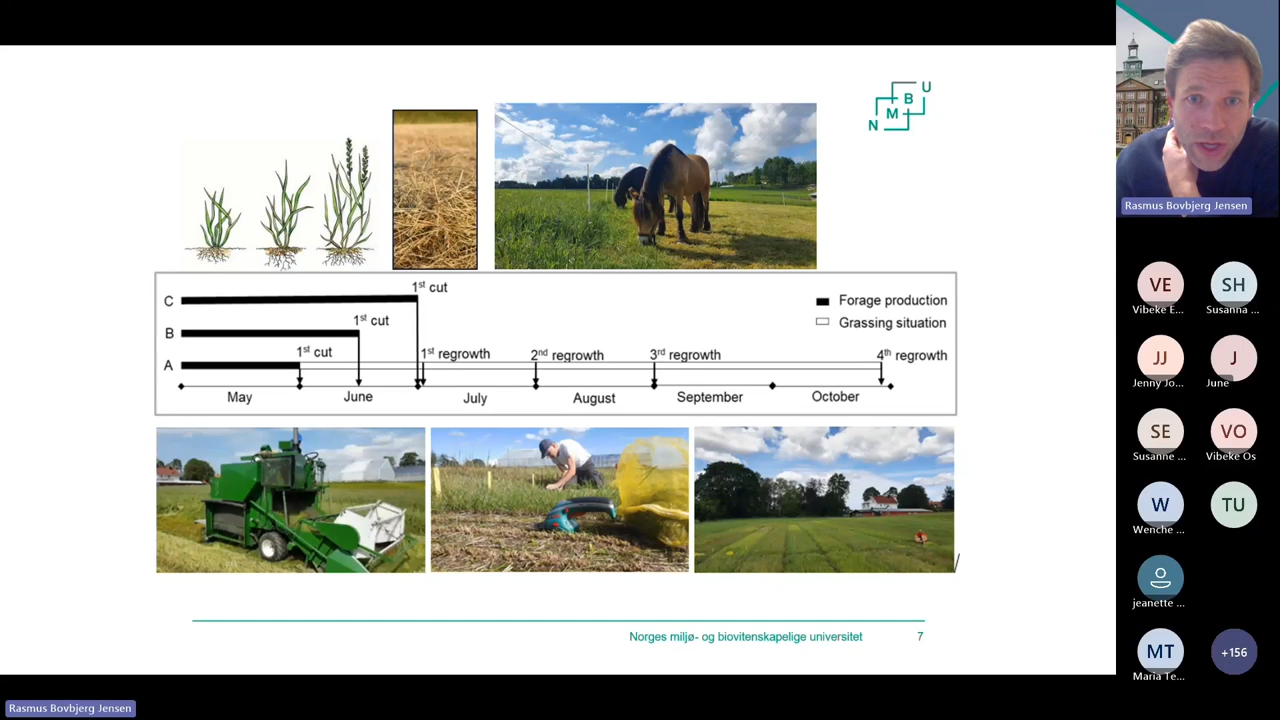 N M B U
C
1st cut
B
1st cut
A
1st cut
1st regrowth
2nd regrowth
3rd regrowth
4th regrowth
Forage production
Grassing situation
May
June
July
August
September
October
Norges miljø- og biovitenskapelige universitet
7
Rasmus Bovbjerg Jensen
VE
SH
Vibeke E...
Susanna ...
JJ
J
Jenny Jo...
June
SE
VO
Susanne ...
Vibeke Os
W
TU
Wenche ...
jeanette ...
MT
+156
Maria Te...
Rasmus Bovbjerg Jensen